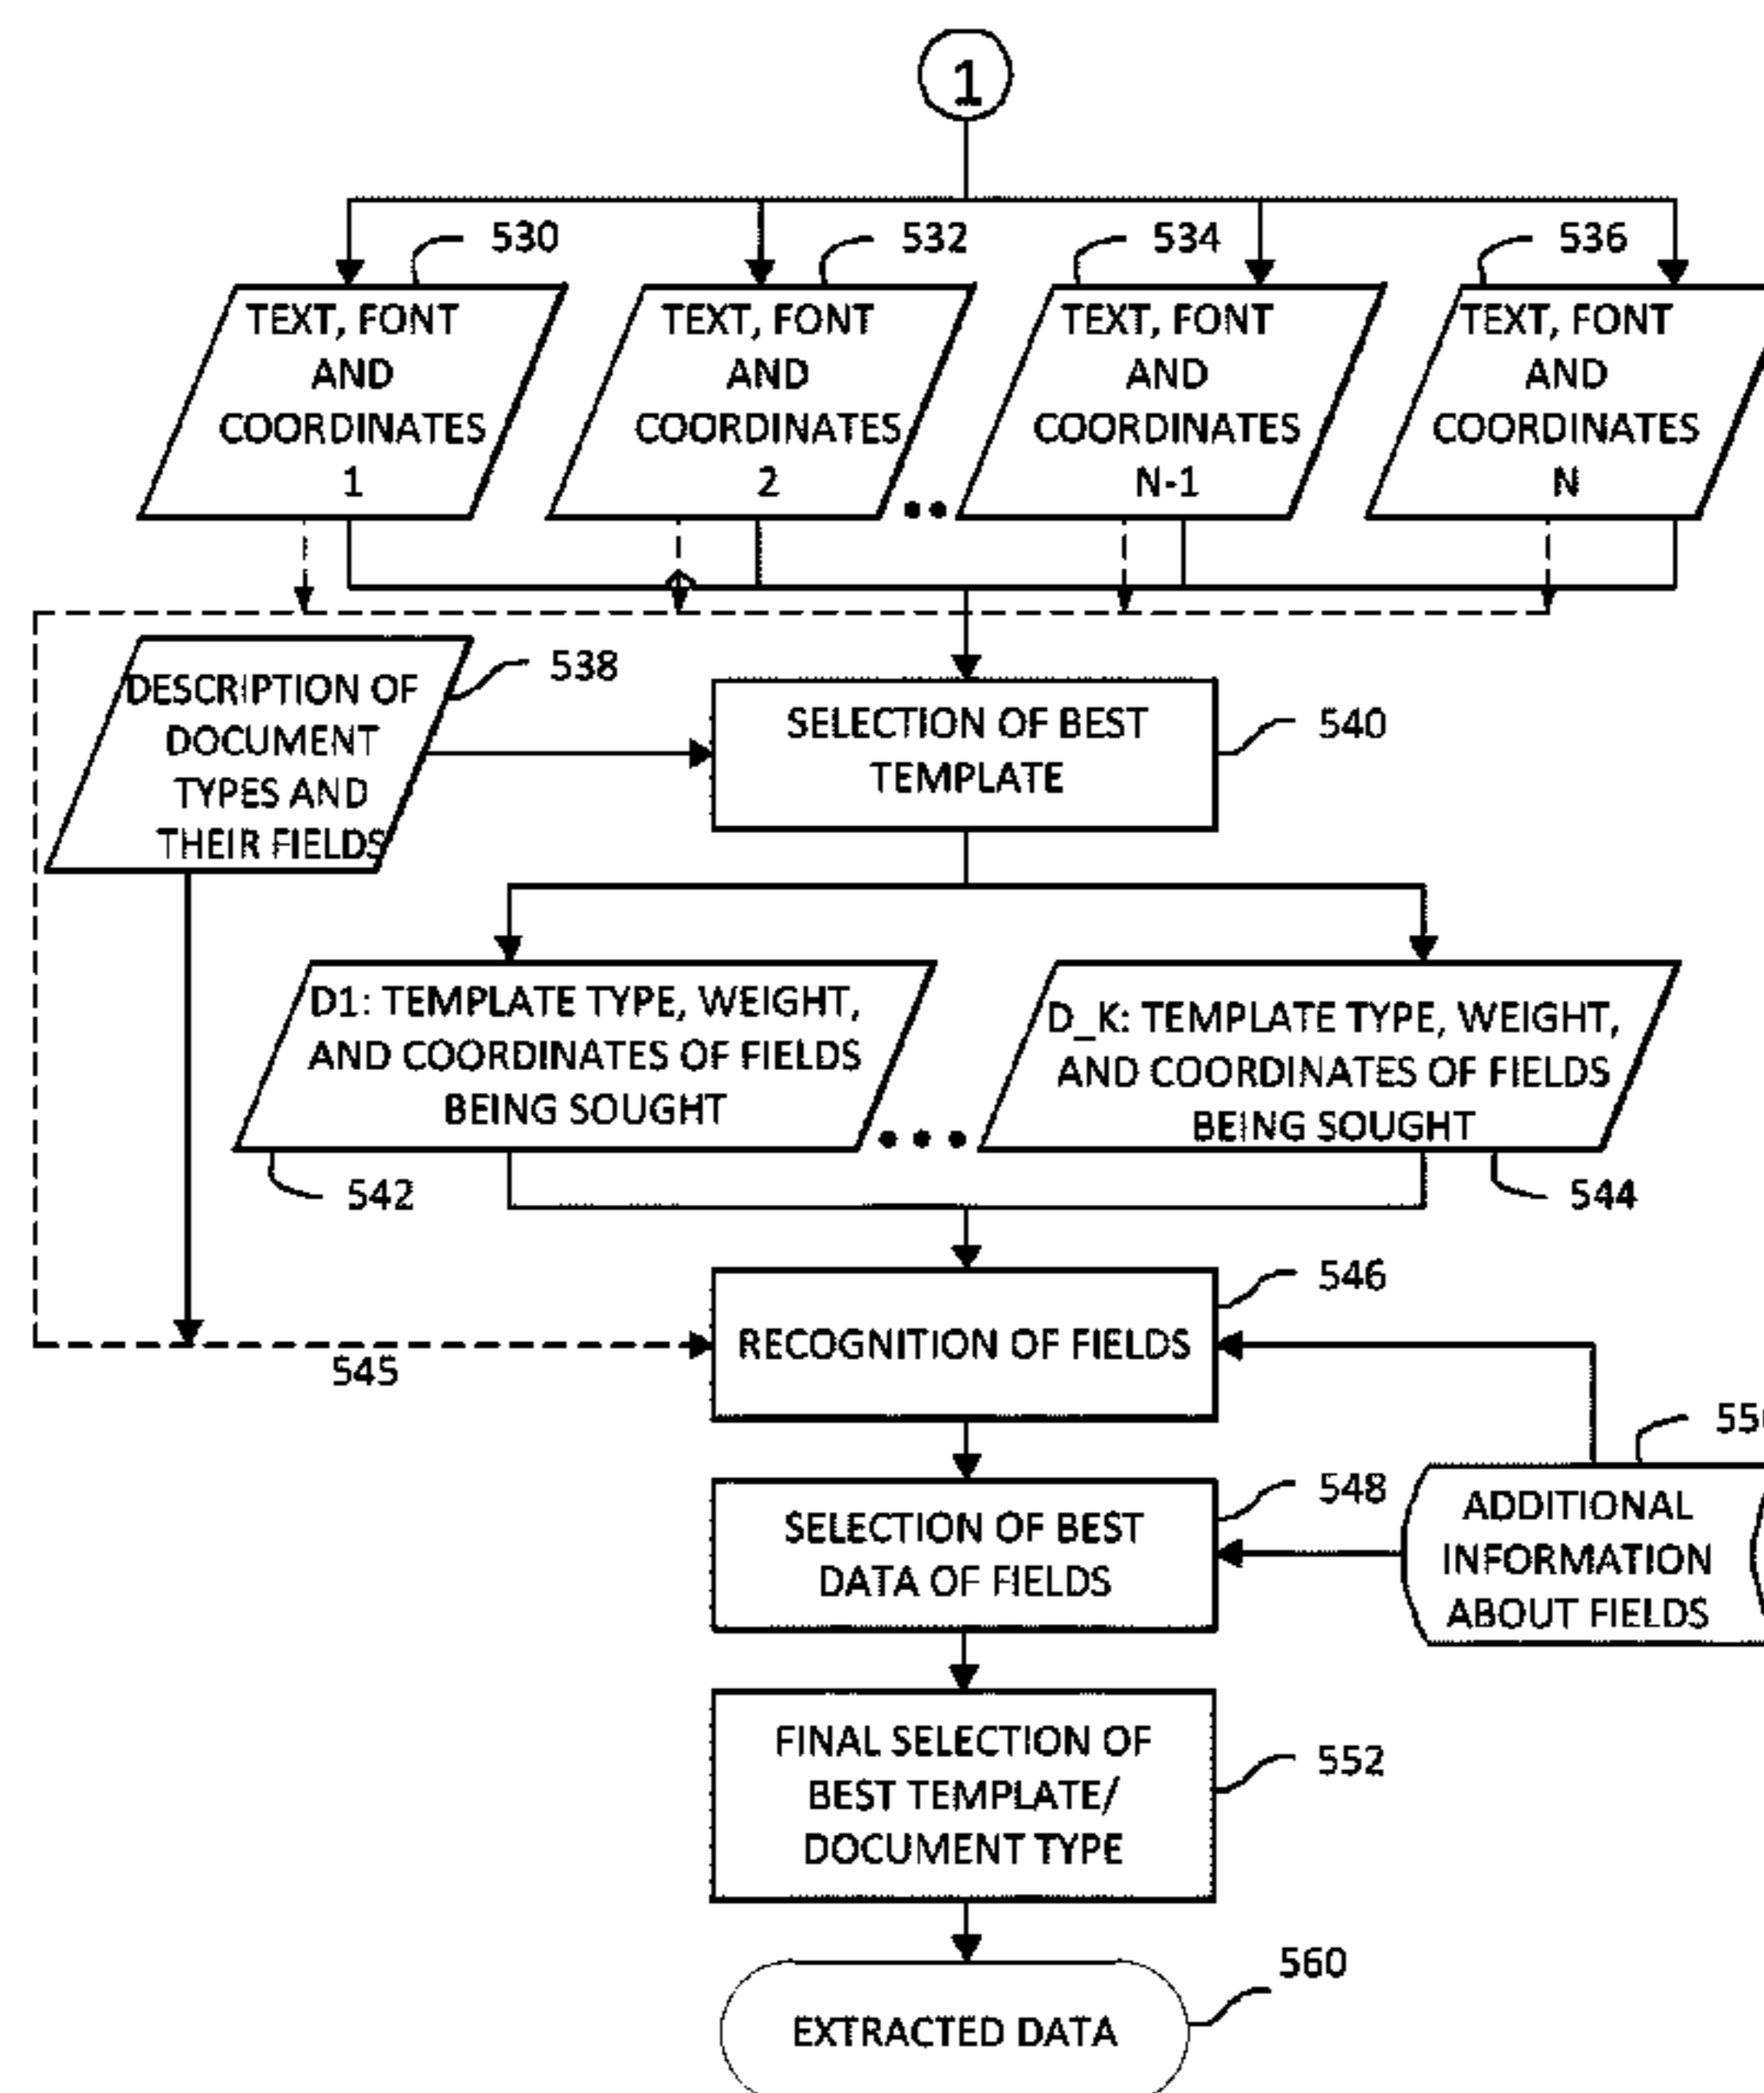 1
530
532
534
536
TEXT, FONT
AND
COORDINATES
1
TEXT, FONT
AND
COORDINATES
2
TEXT, FONT
AND
COORDINATES
N-1
TEXT, FONT
AND
COORDINATES
N
538
DESCRIPTION OF
DOCUMENT
TYPES AND
THEIR FIELDS
SELECTION OF BEST
TEMPLATE
540
D1: TEMPLATE TYPE, WEIGHT,
AND COORDINATES OF FIELDS
BEING SOUGHT
D_K: TEMPLATE TYPE, WEIGHT,
AND COORDINATES OF FIELDS
BEING SOUGHT
542
544
546
RECOGNITION OF FIELDS
545
548
SELECTION OF BEST
DATA OF FIELDS
ADDITIONAL
INFORMATION
ABOUT FIELDS
FINAL SELECTION OF
BEST TEMPLATE/
DOCUMENT TYPE
552
560
EXTRACTED DATA